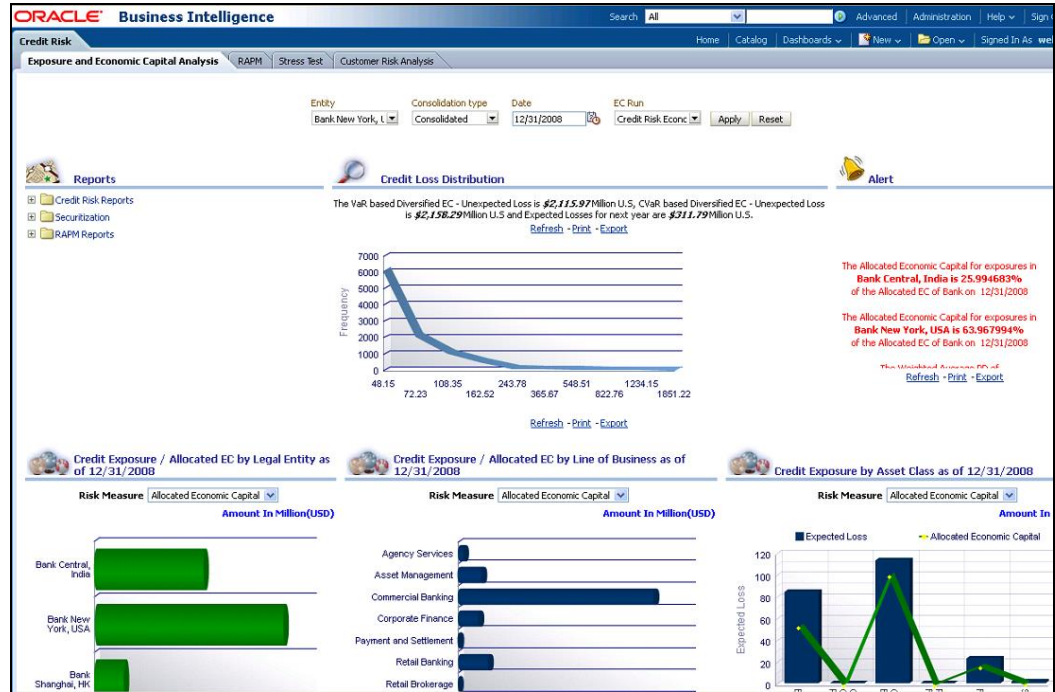 ORACLE Business Intelligence
Search All Advanced Administration Help Sign
Credit Risk
Home Catalog Dashboards New Open Signed In As
Exposure and Economic Capital Analysis RAPM Stress Test Customer Risk Analysis
Entity Consolidation type Date EC Run
Bank New York, Consolidated 12/31/2008 Credit Risk Econc Apply Reset
Reports
Credit Risk Reports
Securitization
RAPM Reports
Credit Loss Distribution
The VaR based Diversified EC - Unexpected Loss is $2,115.97 Million U.S, CVaR based Diversified EC - Unexpected Loss
is $2,158.29 Million U.S and Expected Losses for next year are $311.79 Million U.S.
Refresh - Print - Export
Frequency
7000
6000
5000
4000
3000
2000
1000
0
48.15 108.35 243.78 548.51 1234.15
72.23 162.52 365.67 822.76 1851.22
Refresh - Print - Export
Alert
The Allocated Economic Capital for exposures in
Bank Central, India is 25.994683%
of the Allocated EC of Bank on 12/31/2008
The Allocated Economic Capital for exposures in
Bank New York, USA is 63.967994%
of the Allocated EC of Bank on 12/31/2008
The Weighted Average PD of
Refresh - Print - Export
Credit Exposure / Allocated EC by Legal Entity as
of 12/31/2008
Risk Measure Allocated Economic Capital
Amount In Million(USD)
Bank Central,
India
Bank New
York, USA
Bank
Shanghai, HK
Credit Exposure / Allocated EC by Line of Business as of
12/31/2008
Risk Measure Allocated Economic Capital
Amount In Million(USD)
Agency Services
Asset Management
Commercial Banking
Corporate Finance
Payment and Settlement
Retail Banking
Retail Brokerage
Credit Exposure by Asset Class as of 12/31/2008
Risk Measure Allocated Economic Capital
Amount In
Expected Loss Allocated Economic Capital
Expected Loss
120
100
80
60
40
20
0